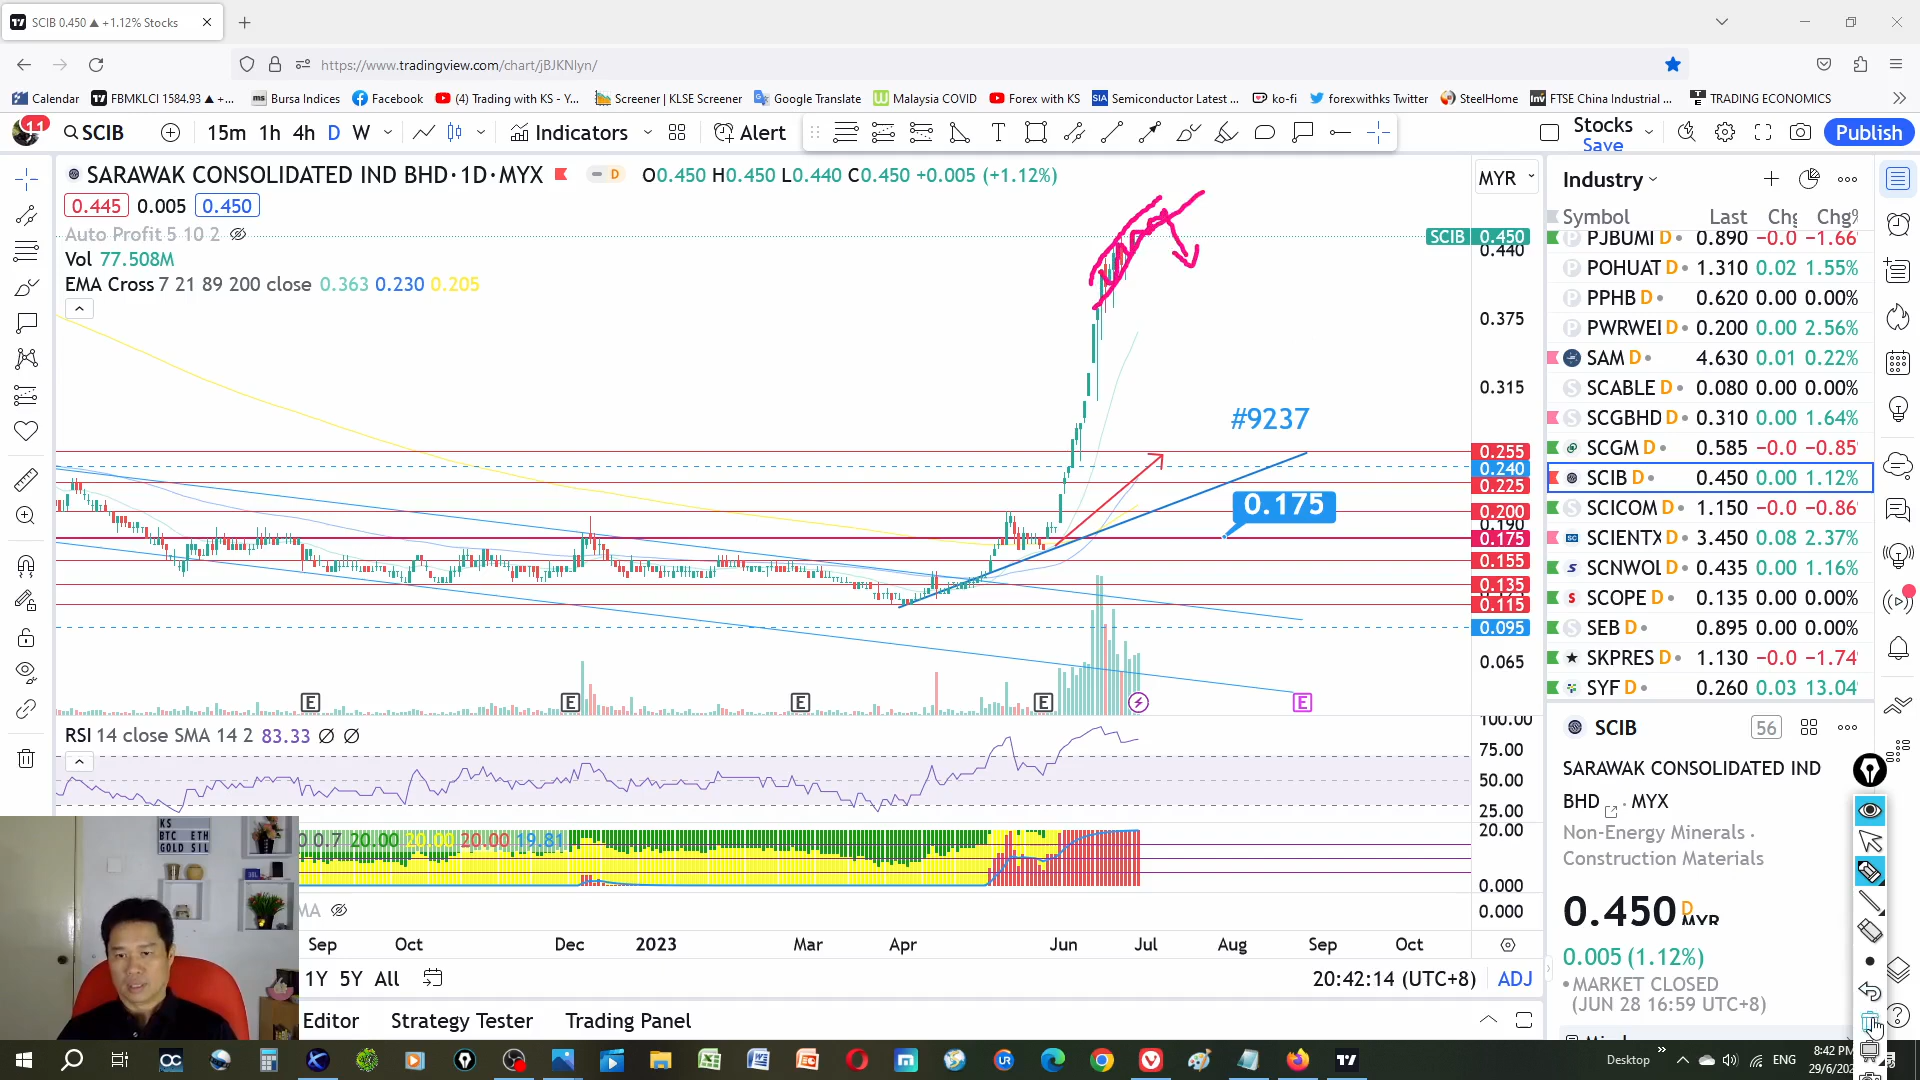 SCIB 0.450 ▲ +1.12% Stocks
https://www.tradingview.com/chart/jBJKNlyn/
Calendar
FBMKLCI 1584.93 ▲ +...
Bursa Indices
Facebook
(4) Trading with KS - Y...
Screener | KLSE Screener
Google Translate
Malaysia COVID
Forex with KS
Semiconductor Latest ...
ko-fi
forexwithks Twitter
SteelHome
FTSE China Industrial ...
TRADING ECONOMICS
11
SCIB
15m 1h 4h D W
Indicators
Alert
Stocks
Save
Publish
SARAWAK CONSOLIDATED IND BHD·1D·MYX
D
O0.450 H0.450 L0.440 C0.450 +0.005 (+1.12%)
0.445 0.005 0.450
Auto Profit 5 10 2
Vol 77.508M
EMA Cross 7 21 89 200 close 0.363 0.230 0.205
#9237
0.175
MYR
SCIB 0.450
0.440
0.375
0.315
0.255
0.240
0.225
0.200
0.190
0.175
0.155
0.135
0.115
0.095
0.065
E E E E E
RSI 14 close SMA 14 2 83.33
100.00
75.00
50.00
25.00
0 0.7 20.00 20.00 20.00 19.81
20.00
0.000
MA
0.000
KS
BTC ETH
GOLD SIL
Sep Oct Dec 2023 Mar Apr Jun Jul Aug Sep Oct
1Y 5Y All
20:42:14 (UTC+8) ADJ
Editor Strategy Tester Trading Panel
Industry
Symbol Last Chg Chg%
PJBUMI D 0.890 −0.0 −1.66
POHUAT D 1.310 0.02 1.55%
PPHB D 0.620 0.00 0.00%
PWRWEI D 0.200 0.00 2.56%
SAM D 4.630 0.01 0.22%
SCABLE D 0.080 0.00 0.00%
SCGBHD D 0.310 0.00 1.64%
SCGM D 0.585 −0.0 −0.85
SCIB D 0.450 0.00 1.12%
SCICOM D 1.150 −0.0 −0.86
SCIENTX D 3.450 0.08 2.37%
SCNWOL D 0.435 0.00 1.16%
SCOPE D 0.135 0.00 0.00%
SEB D 0.895 0.00 0.00%
SKPRES D 1.130 −0.0 −1.74
SYF D 0.260 0.03 13.04
SCIB
56
SARAWAK CONSOLIDATED IND
BHD · MYX
Non-Energy Minerals ·
Construction Materials
0.450 D MYR
0.005 (1.12%)
MARKET CLOSED
(JUN 28 16:59 UTC+8)
Desktop
ENG
8:42 PM
29/6/20